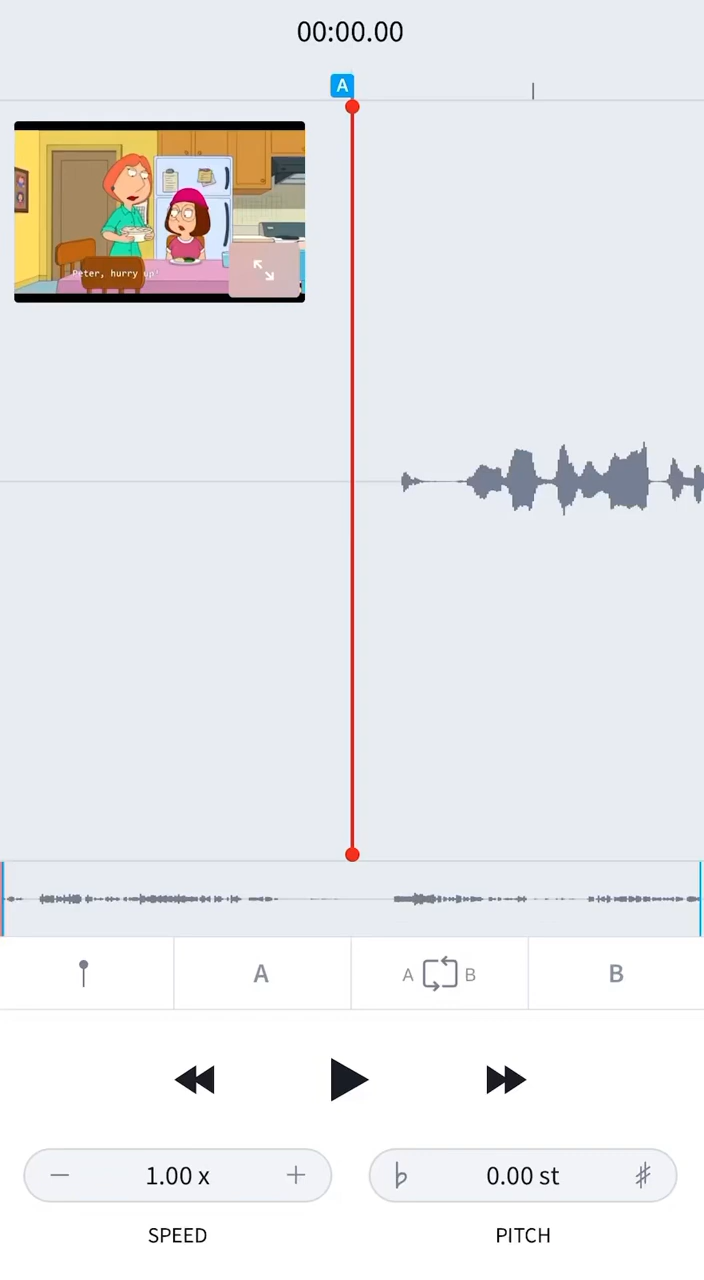 00:00.00
A
Peter, hurry up!
A
A B
B
1.00 x
0.00 st
SPEED
PITCH